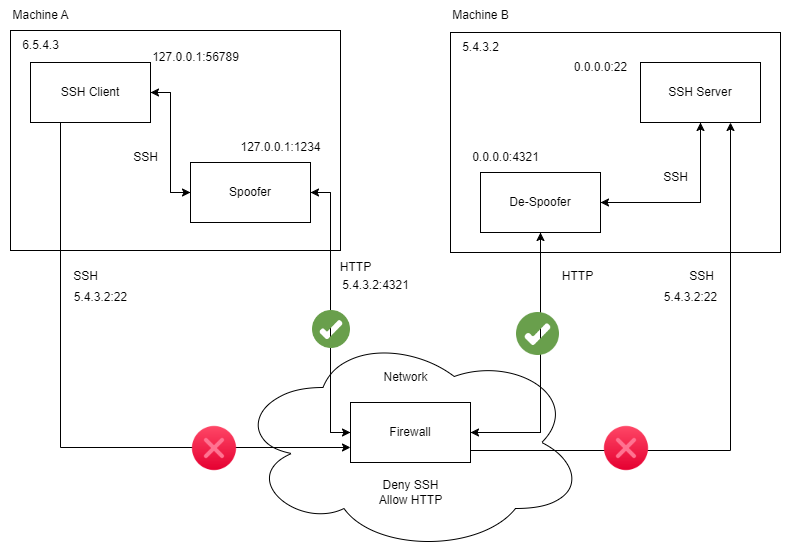 Machine A
Machine B
6.5.4.3
127.0.0.1:56789
5.4.3.2
0.0.0.0:22
SSH Client
SSH Server
127.0.0.1:1234
SSH
0.0.0.0:4321
SSH
Spoofer
De-Spoofer
SSH
5.4.3.2:22
HTTP
5.4.3.2:4321
HTTP
SSH
5.4.3.2:22
Network
Firewall
Deny SSH
Allow HTTP